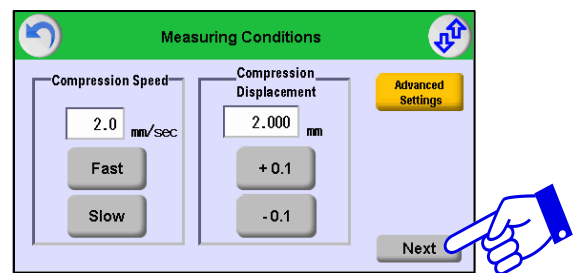 Measuring Conditions
Compression Speed
2.0 mm/sec
Fast
Slow
Compression
Displacement
2.000 mm
+ 0.1
- 0.1
Advanced
Settings
Next